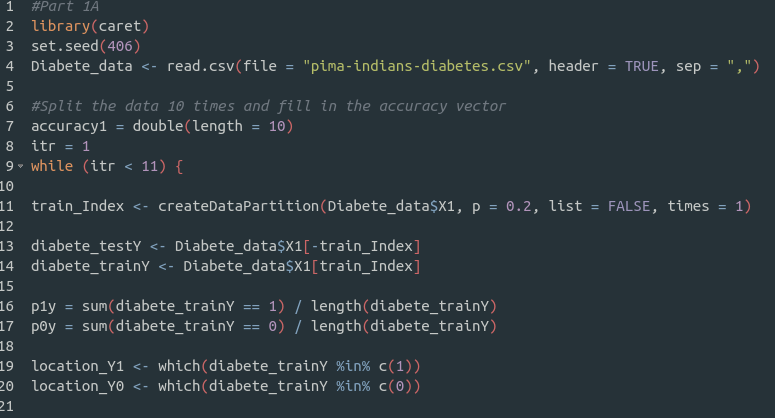 1 #Part 1A
2 library(caret)
3 set.seed(406)
4 Diabete_data <- read.csv(file = "pima-indians-diabetes.csv", header = TRUE, sep = ",")
5
6 #Split the data 10 times and fill in the accuracy vector
7 accuracy1 = double(length = 10)
8 itr = 1
9 while (itr < 11) {
10
11 train_Index <- createDataPartition(Diabete_data$X1, p = 0.2, list = FALSE, times = 1)
12
13 diabete_testY <- Diabete_data$X1[-train_Index]
14 diabete_trainY <- Diabete_data$X1[train_Index]
15
16 p1y = sum(diabete_trainY == 1) / length(diabete_trainY)
17 p0y = sum(diabete_trainY == 0) / length(diabete_trainY)
18
19 location_Y1 <- which(diabete_trainY %in% c(1))
20 location_Y0 <- which(diabete_trainY %in% c(0))
21